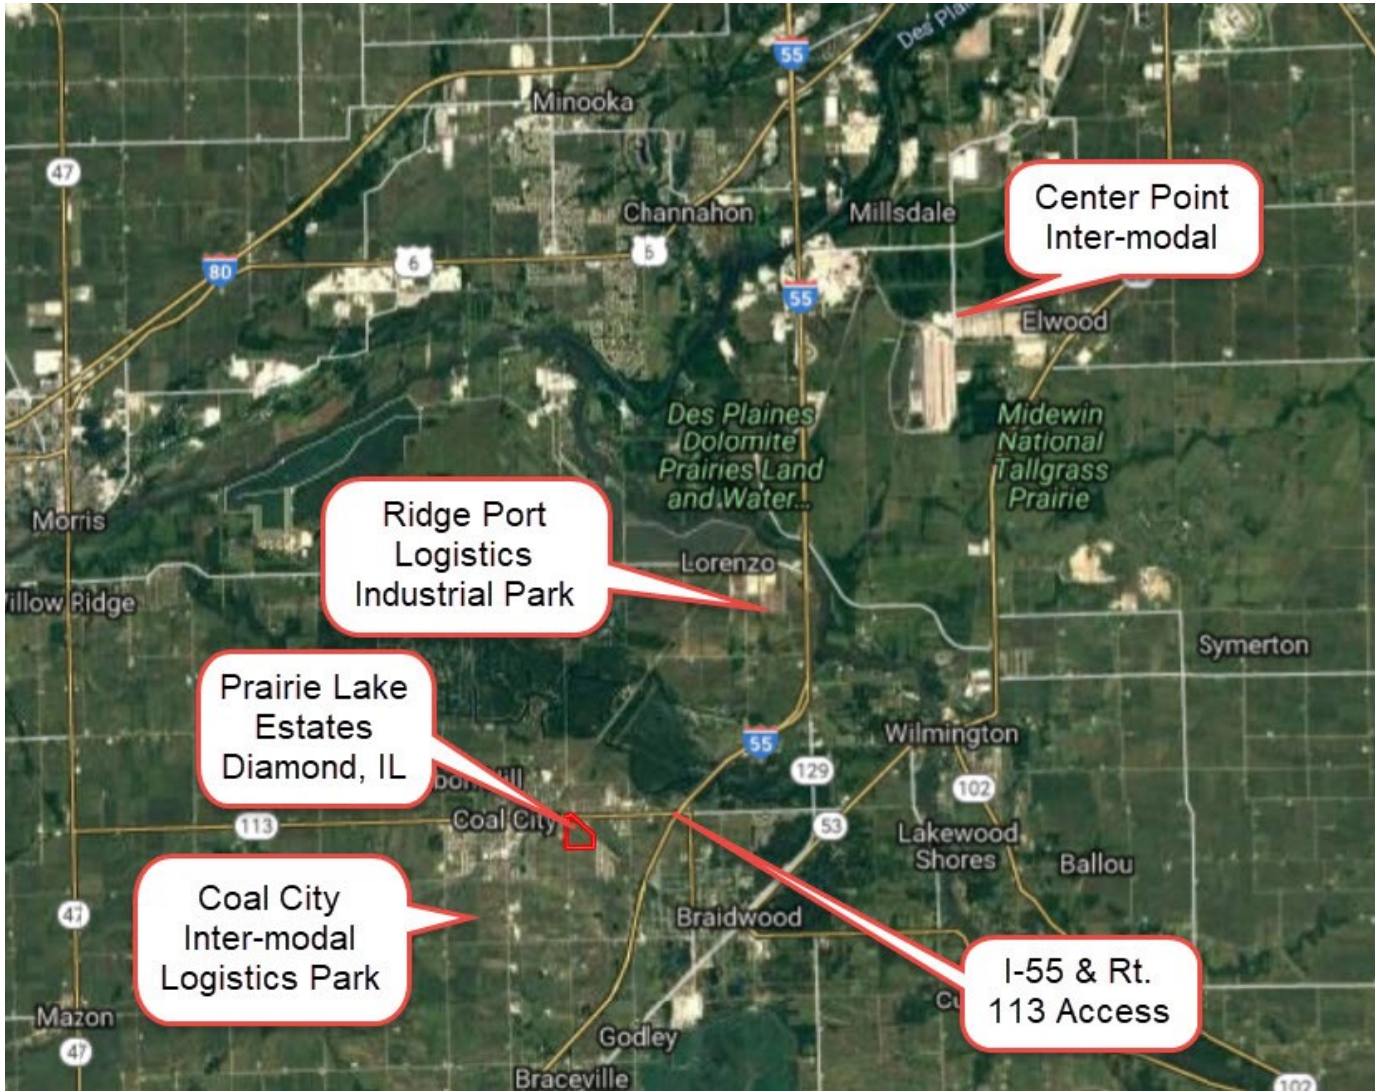 55
Des Plain
Minooka
47
Center Point
Inter-modal
Channahon
Millsdale
6
6
80
55
Elwood
Des Plaines
Dolomite
Prairies Land
and Water...
Midewin
National
Tallgrass
Prairie
Morris
Ridge Port
Logistics
Industrial Park
Lorenzo
Willow Ridge
Symerton
Prairie Lake
Estates
Diamond, IL
55
Wilmington
129
102
113
Coal City
53
Lakewood
Shores
Ballou
Coal City
Inter-modal
Logistics Park
47
Braidwood
I-55 & Rt.
113 Access
Mazon
47
Godley
Braceville
102